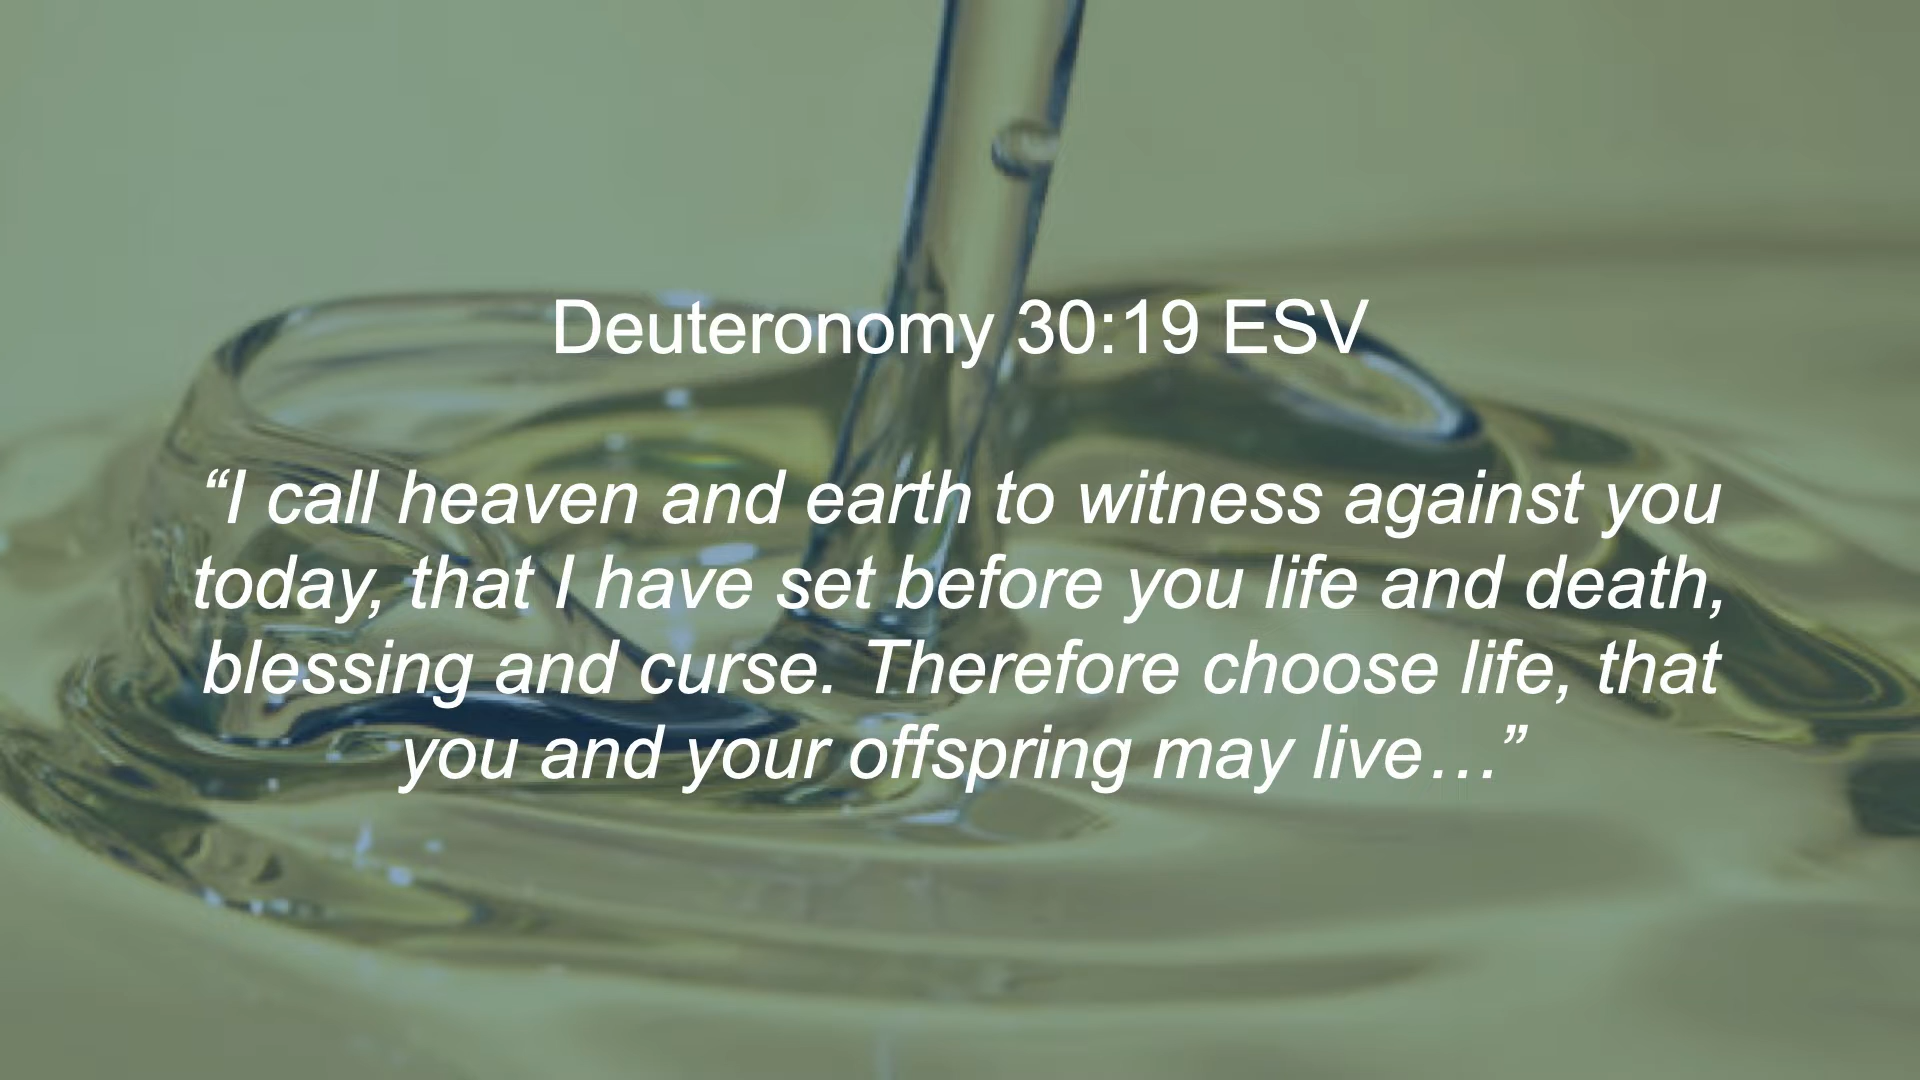 Deuteronomy 30:19 ESV
“I call heaven and earth to witness against you
today, that I have set before you life and death,
blessing and curse. Therefore choose life, that
you and your offspring may live…”